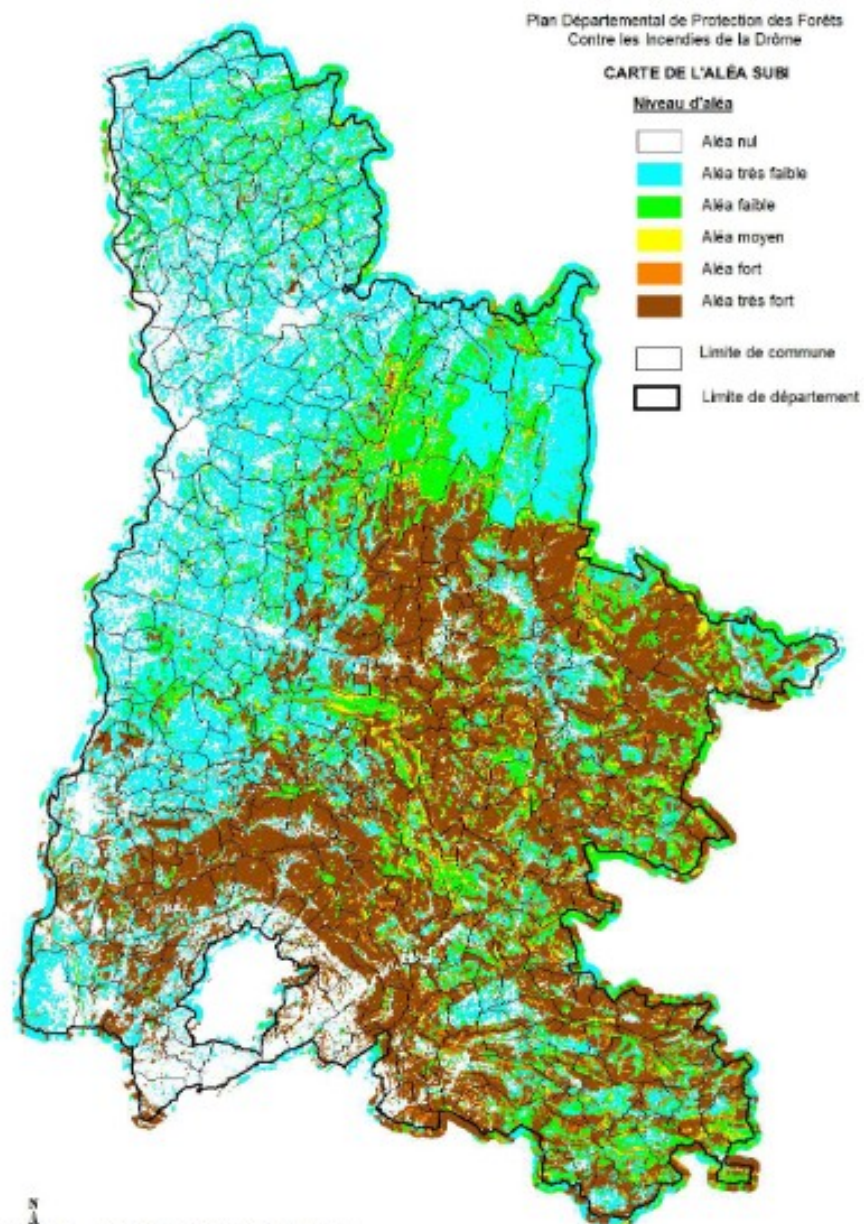 Plan Départemental de Protection des Forêts
Contre les Incendies de la Drôme
CARTE DE L'ALÉA SUBI
Niveau d'aléa
Aléa nul
Aléa très faible
Aléa faible
Aléa moyen
Aléa fort
Aléa très fort
Limite de commune
Limite de département
N